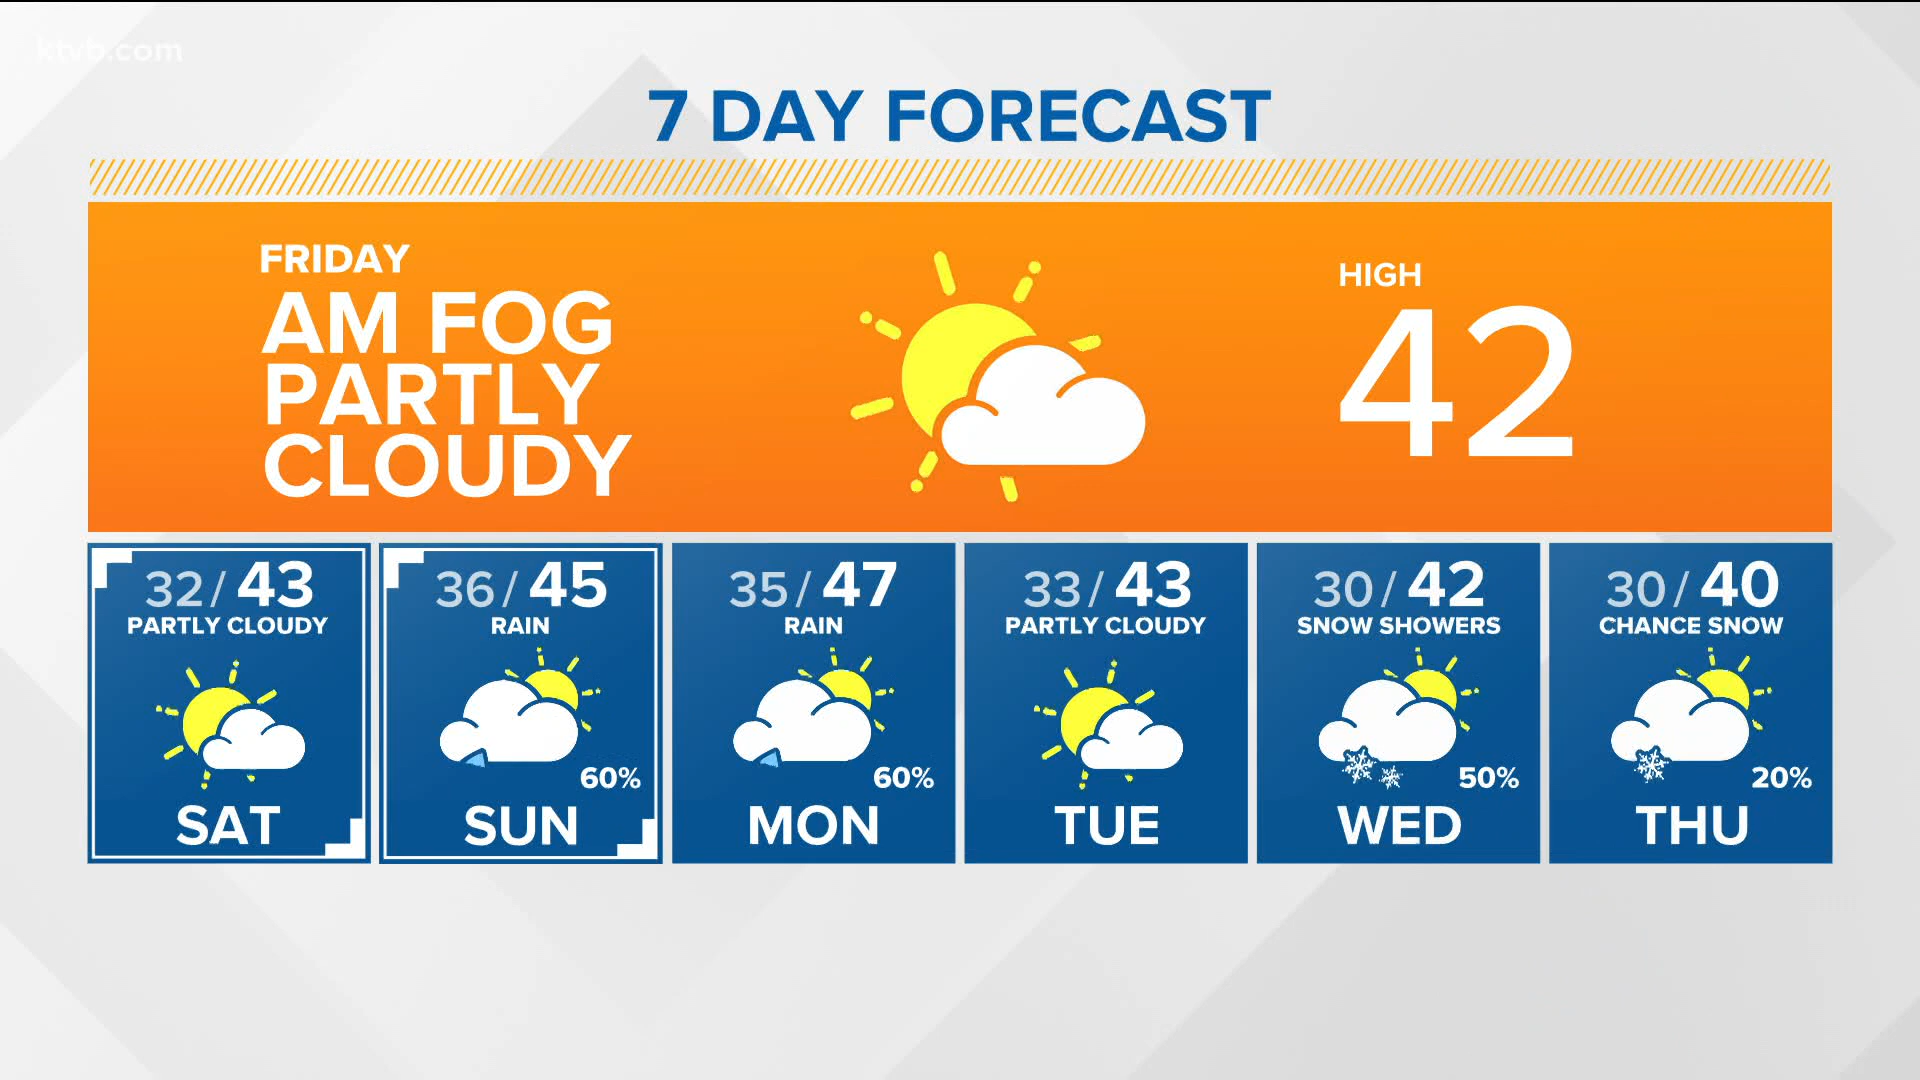 ktvb.com
7 DAY FORECAST
FRIDAY
AM FOG
PARTLY
CLOUDY
HIGH
42
32/43
PARTLY CLOUDY
SAT
36/45
RAIN
60%
SUN
35/47
RAIN
60%
MON
33/43
PARTLY CLOUDY
TUE
30/42
SNOW SHOWERS
50%
WED
30/40
CHANCE SNOW
20%
THU